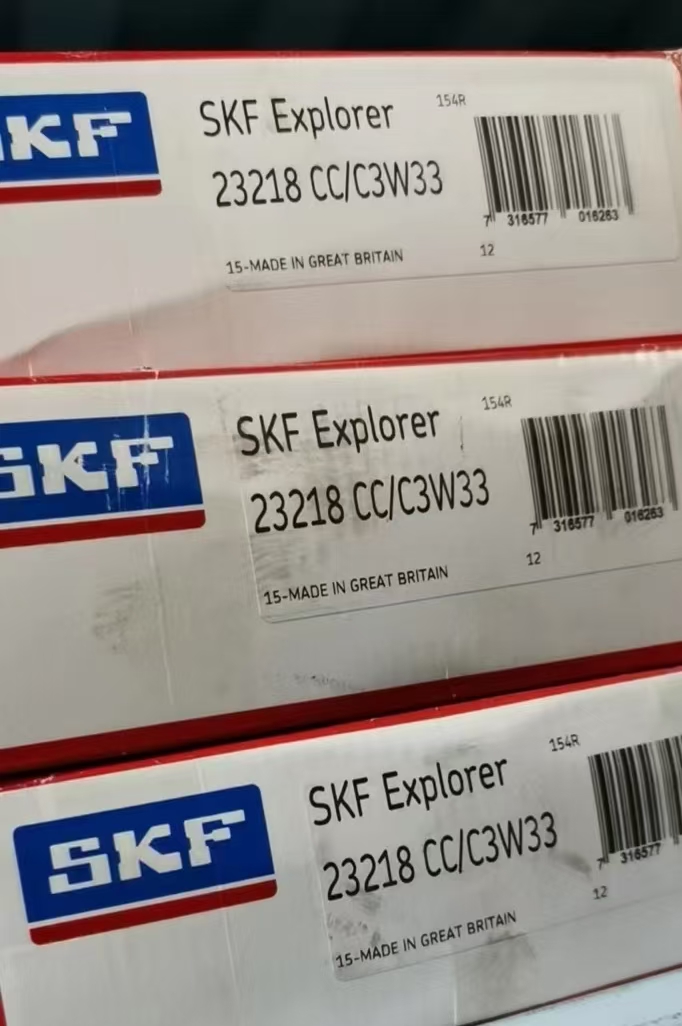 SKF
SKF Explorer
154R
23218 CC/C3W33
7 316577 016263
15-MADE IN GREAT BRITAIN
12
SKF
SKF Explorer
154R
23218 CC/C3W33
7 316577 016263
15-MADE IN GREAT BRITAIN
12
SKF
SKF Explorer
154R
23218 CC/C3W33
7 316577
15-MADE IN GREAT BRITAIN
12